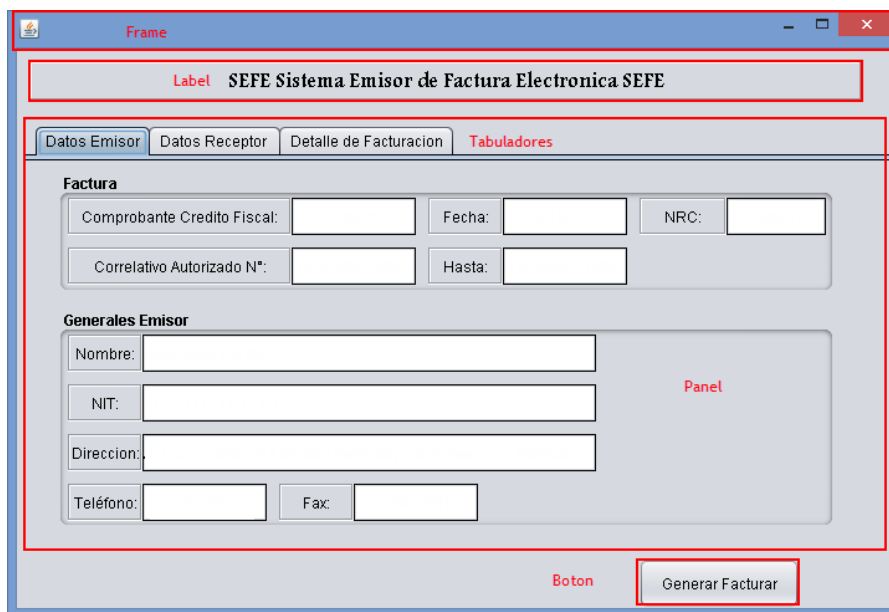 Frame
Label SEFE Sistema Emisor de Factura Electronica SEFE
Datos Emisor Datos Receptor Detalle de Facturacion Tabuladores
Factura
Comprobante Credito Fiscal: Fecha: NRC:
Correlativo Autorizado N°: Hasta:
Generales Emisor
Nombre:
Panel
NIT:
Direccion:.
Teléfono: Fax:
Boton Generar Facturar